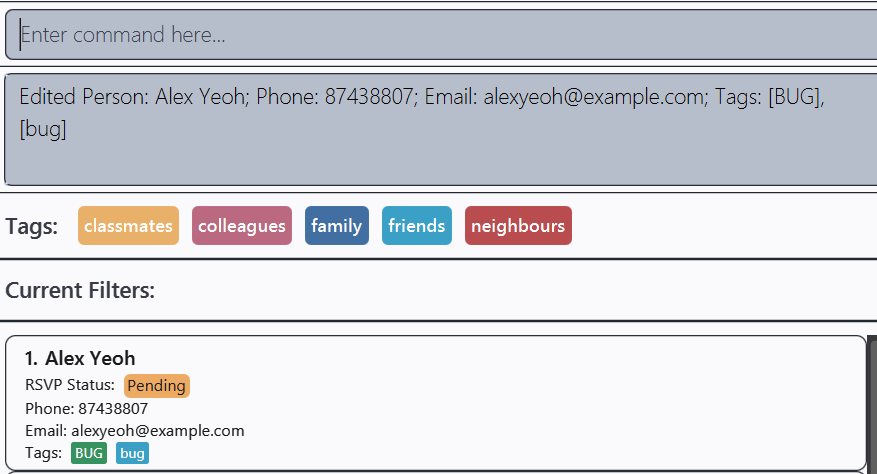 Enter command here...
Edited Person: Alex Yeoh; Phone: 87438807; Email: alexyeoh@example.com; Tags: [BUG],
[bug]
Tags: classmates colleagues family friends neighbours
Current Filters:
1. Alex Yeoh
RSVP Status: Pending
Phone: 87438807
Email: alexyeoh@example.com
Tags: BUG bug